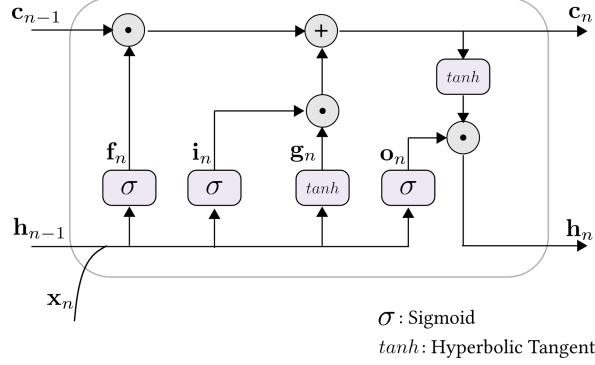 c_{n−1} c_n
⊙ +
tanh
⊙ ⊙
f_n i_n g_n o_n
σ σ tanh σ
h_{n−1} h_n
x_n
σ : Sigmoid
tanh : Hyperbolic Tangent